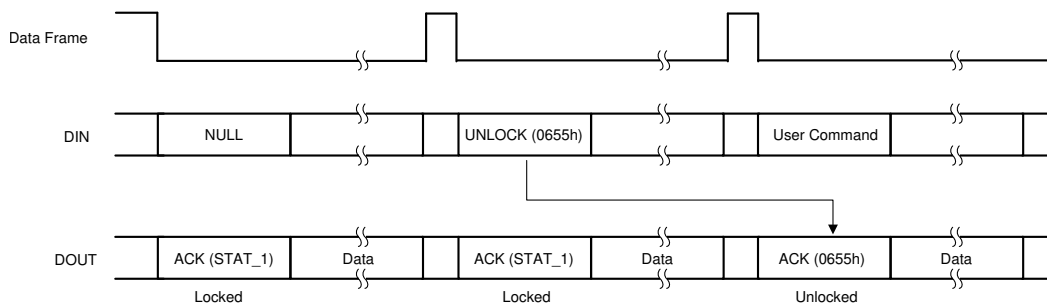 Data Frame
DIN
NULL
UNLOCK (0655h)
User Command
DOUT
ACK (STAT_1)
Data
ACK (STAT_1)
Data
ACK (0655h)
Data
Locked
Locked
Unlocked